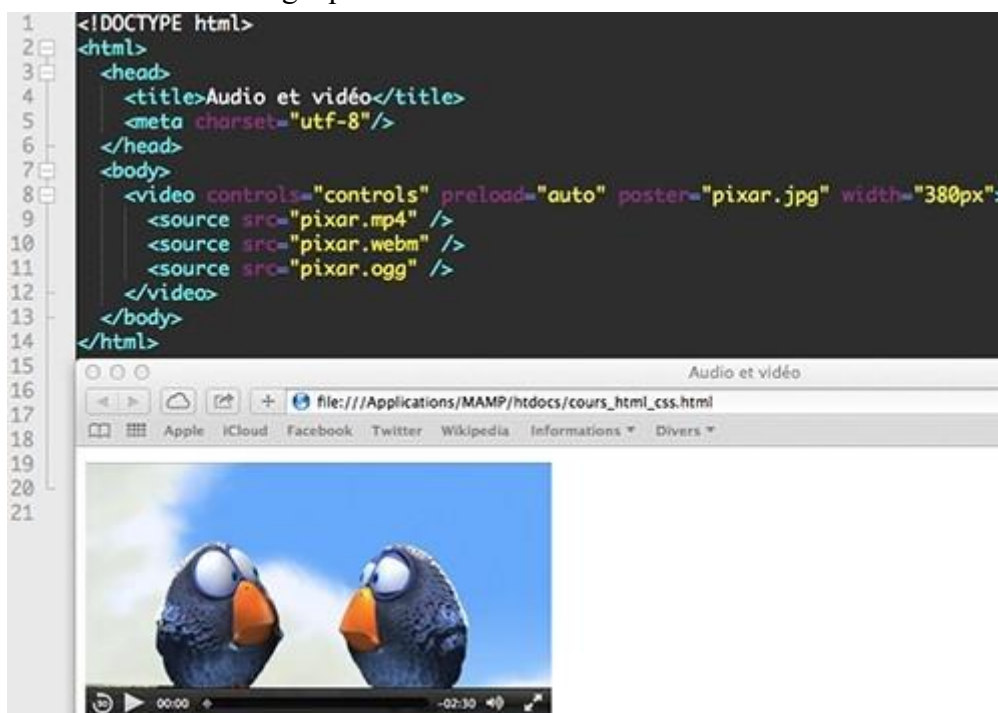 1 <!DOCTYPE html>
2 <html>
3 <head>
4 <title>Audio et vidéo</title>
5 <meta charset="utf-8"/>
6 </head>
7 <body>
8 <video controls="controls" preload="auto" poster="pixar.jpg" width="380px">
9 <source src="pixar.mp4" />
10 <source src="pixar.webm" />
11 <source src="pixar.ogg" />
12 </video>
13 </body>
14 </html>
15
Audio et vidéo
16
file:///Applications/MAMP/htdocs/cours_html_css.html
17
18
Apple iCloud Facebook Twitter Wikipedia Informations Divers
19
20
21
30 00:00 -02:30